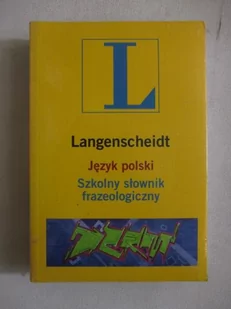 L
Langenscheidt
Język polski
Szkolny słownik
frazeologiczny